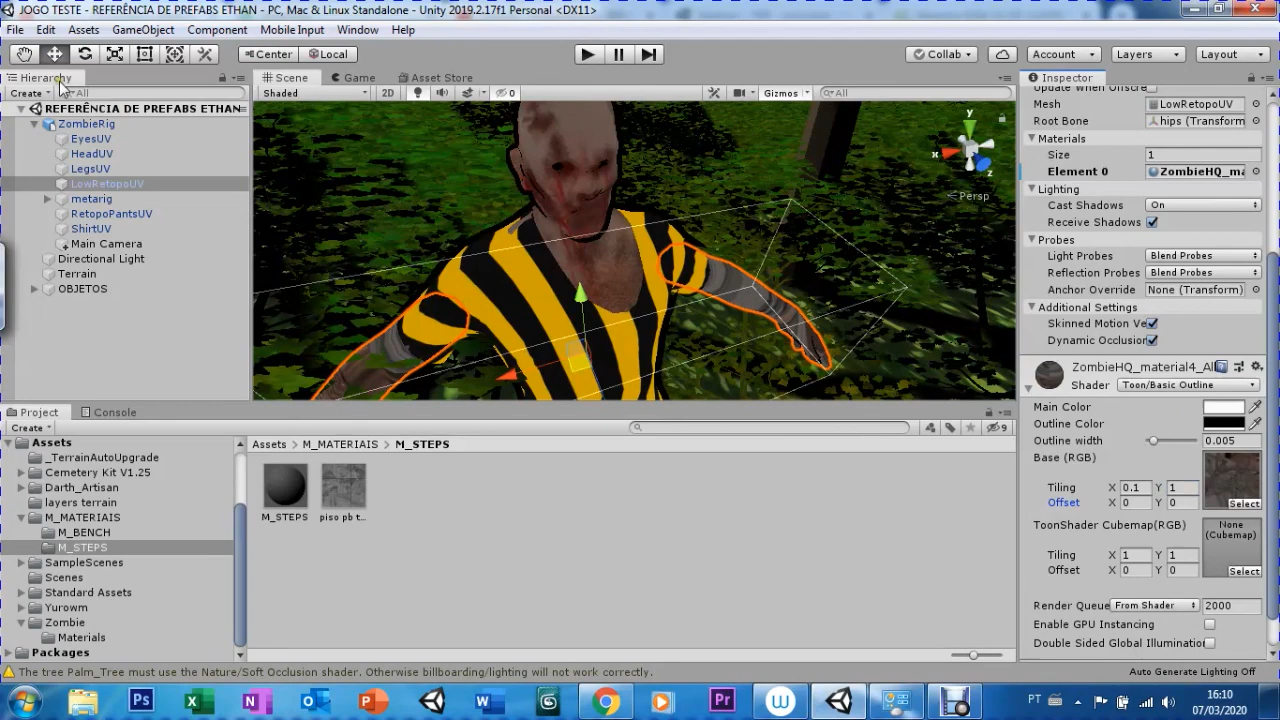 JOGO TESTE - REFERÊNCIA DE PREFABS ETHAN - PC, Mac & Linux Standalone - Unity 2019.2.17f1 Personal <DX11>
File Edit Assets GameObject Component Mobile Input Window Help
Center Local Collab Account Layers Layout
Hierarchy Scene Game Asset Store Inspector
Create All Shaded 2D 0 Gizmos All
REFERÊNCIA DE PREFABS ETHAN
ZombieRig
EyesUV
HeadUV
LegsUV
LowRetopoUV
metarig
RetopoPantsUV
ShirtUV
Main Camera
Directional Light
Terrain
OBJETOS
y
x
Persp
Mesh LowRetopoUV
Root Bone hips (Transform
Materials
Size 1
Element 0 ZombieHQ_ma
Lighting
Cast Shadows On
Receive Shadows
Probes
Light Probes Blend Probes
Reflection Probes Blend Probes
Anchor Override None (Transform)
Additional Settings
Skinned Motion Ve
Dynamic Occlusion
ZombieHQ_material4_Al
Shader Toon/Basic Outline
Main Color
Outline Color
Outline width 0.005
Base (RGB)
Tiling X 0.1 Y 1
Offset X 0 Y 0
Select
ToonShader Cubemap(RGB)
None (Cubemap)
Tiling X 1 Y 1
Offset X 0 Y 0
Select
Render Queue From Shader 2000
Enable GPU Instancing
Double Sided Global Illumination
Project Console
Create 9
Assets
_TerrainAutoUpgrade
Cemetery Kit V1.25
Darth_Artisan
layers terrain
M_MATERIAIS
M_BENCH
M_STEPS
SampleScenes
Scenes
Standard Assets
Yurowm
Zombie
Materials
Packages
Assets M_MATERIAIS M_STEPS
M_STEPS piso pb t...
The tree Palm_Tree must use the Nature/Soft Occlusion shader. Otherwise billboarding/lighting will not work correctly.
Auto Generate Lighting Off
Ps N W Pr W
PT 16:10
07/03/2020